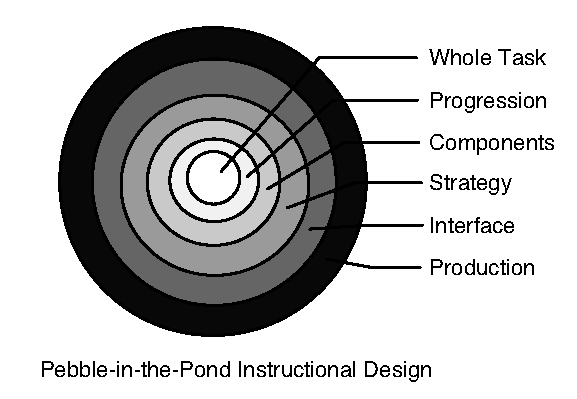 Whole Task
Progression
Components
Strategy
Interface
Production
Pebble-in-the-Pond Instructional Design